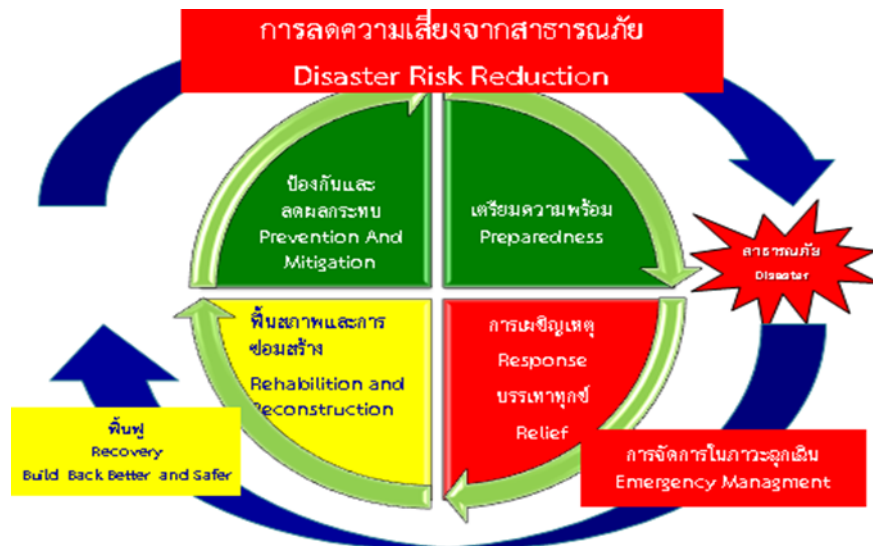 การลดความเสี่ยงจากสาธารณภัย
Disaster Risk Reduction
ป้องกันและ
ลดผลกระทบ
Prevention And
Mitigation
เตรียมความพร้อม
Preparedness
สาธารณภัย
Disaster
ฟื้นสภาพและการ
ซ่อมสร้าง
Rehabilition and
Reconstruction
การเผชิญเหตุ
Response
บรรเทาทุกข์
Relief
ฟื้นฟู
Recovery
Build Back Better and Safer
การจัดการในภาวะฉุกเฉิน
Emergency Managment